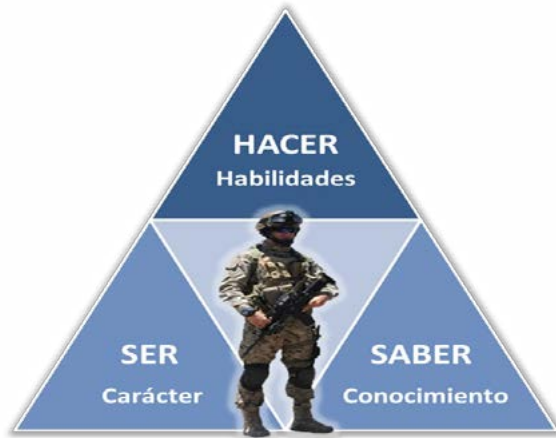 HACER
Habilidades
SER
Carácter
SABER
Conocimiento